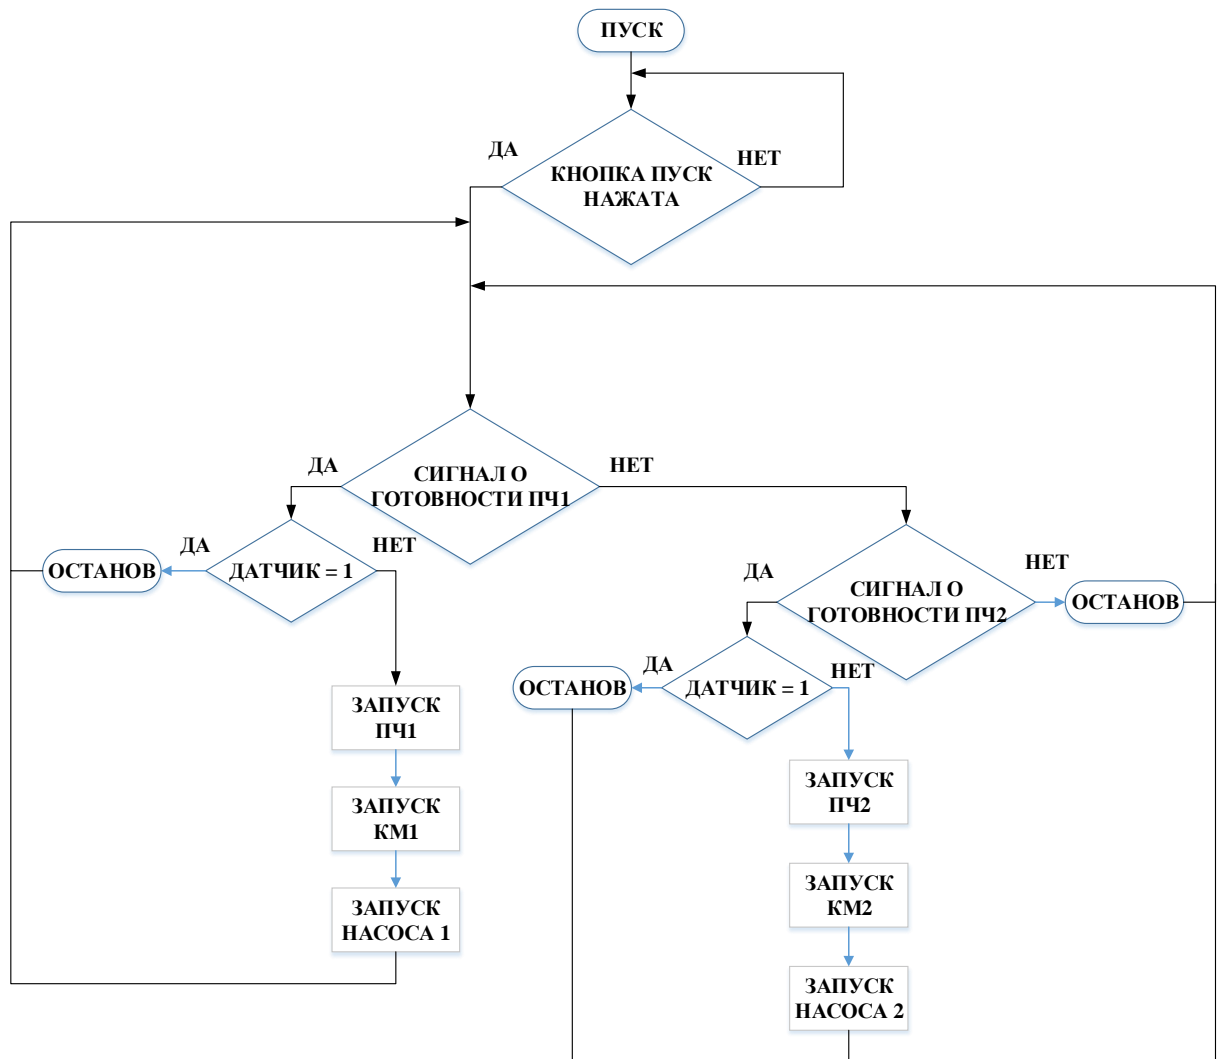 ПУСК
ДА
НЕТ
КНОПКА ПУСК
НАЖАТА
ДА
НЕТ
СИГНАЛ О
ГОТОВНОСТИ ПЧ1
ДА
НЕТ
ОСТАНОВ
ДАТЧИК = 1
ДА
НЕТ
СИГНАЛ О
ГОТОВНОСТИ ПЧ2
ОСТАНОВ
ДА
НЕТ
ОСТАНОВ
ДАТЧИК = 1
ЗАПУСК
ПЧ1
ЗАПУСК
КМ1
ЗАПУСК
НАСОСА 1
ЗАПУСК
ПЧ2
ЗАПУСК
КМ2
ЗАПУСК
НАСОСА 2